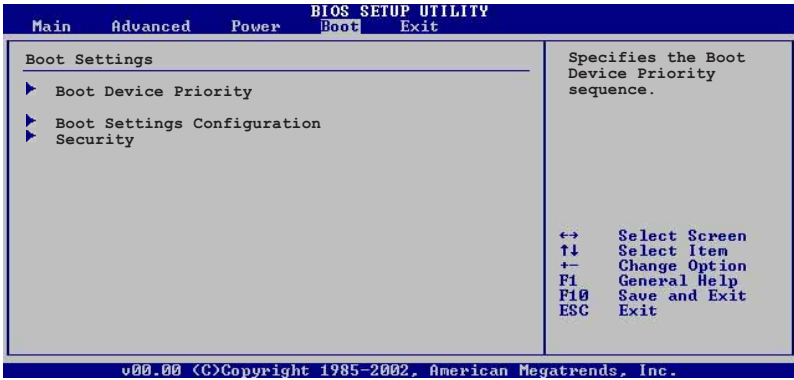 BIOS SETUP UTILITY
Main Advanced Power Boot Exit
Boot Settings
Boot Device Priority
Boot Settings Configuration
Security
Specifies the Boot
Device Priority
sequence.
↔ Select Screen
↑↓ Select Item
+- Change Option
F1 General Help
F10 Save and Exit
ESC Exit
v00.00 (C)Copyright 1985-2002, American Megatrends, Inc.